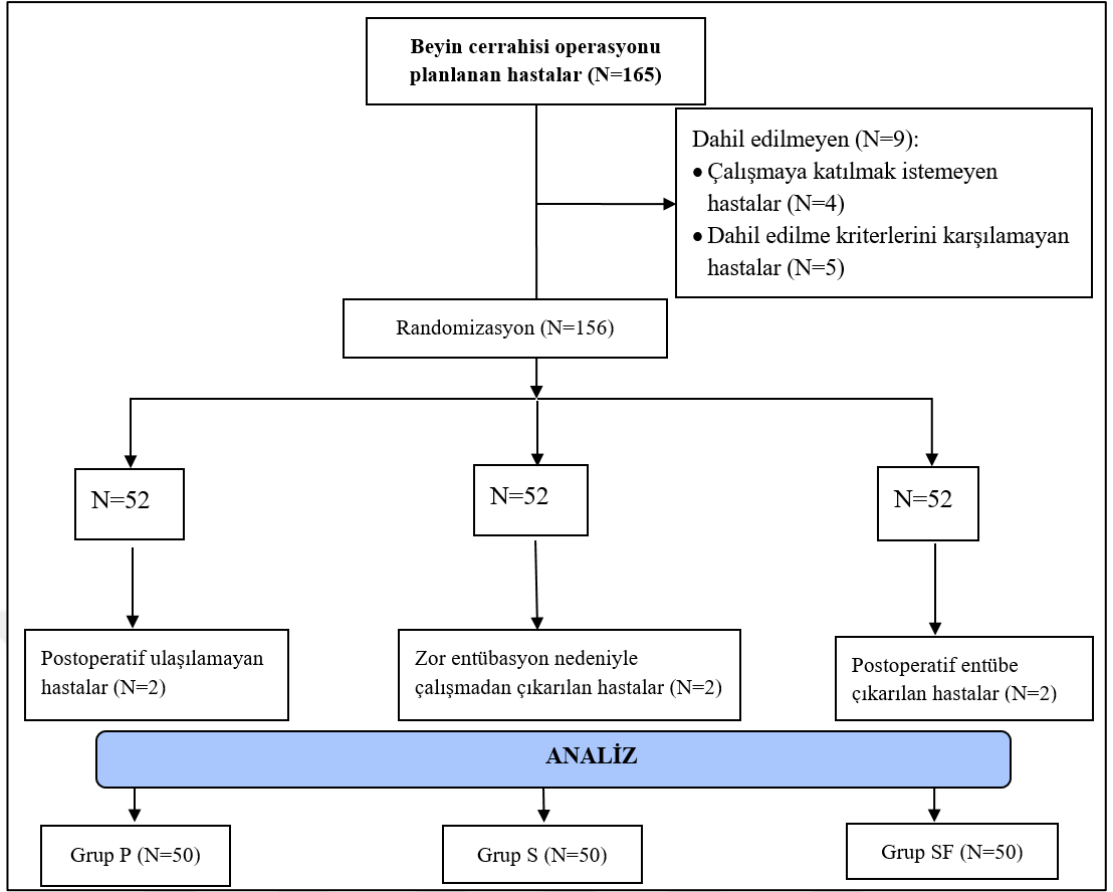 Beyin cerrahisi operasyonu
planlanan hastalar (N=165)
Dahil edilmeyen (N=9):
• Çalışmaya katılmak istemeyen
hastalar (N=4)
• Dahil edilme kriterlerini karşılamayan
hastalar (N=5)
Randomizasyon (N=156)
N=52
N=52
N=52
Postoperatif ulaşılamayan
hastalar (N=2)
Zor entübasyon nedeniyle
çalışmadan çıkarılan hastalar (N=2)
Postoperatif entübe
çıkarılan hastalar (N=2)
ANALİZ
Grup P (N=50)
Grup S (N=50)
Grup SF (N=50)